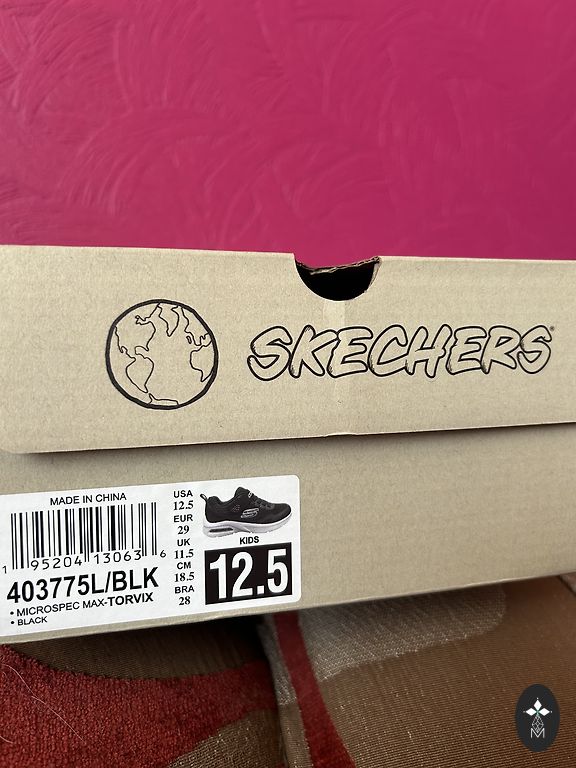 SKECHERS
MADE IN CHINA
1 95204 13063 6
403775L/BLK
• MICROSPEC MAX-TORVIX
• BLACK
USA
12.5
EUR
29
UK
11.5
CM
18.5
BRA
28
KIDS
12.5
M